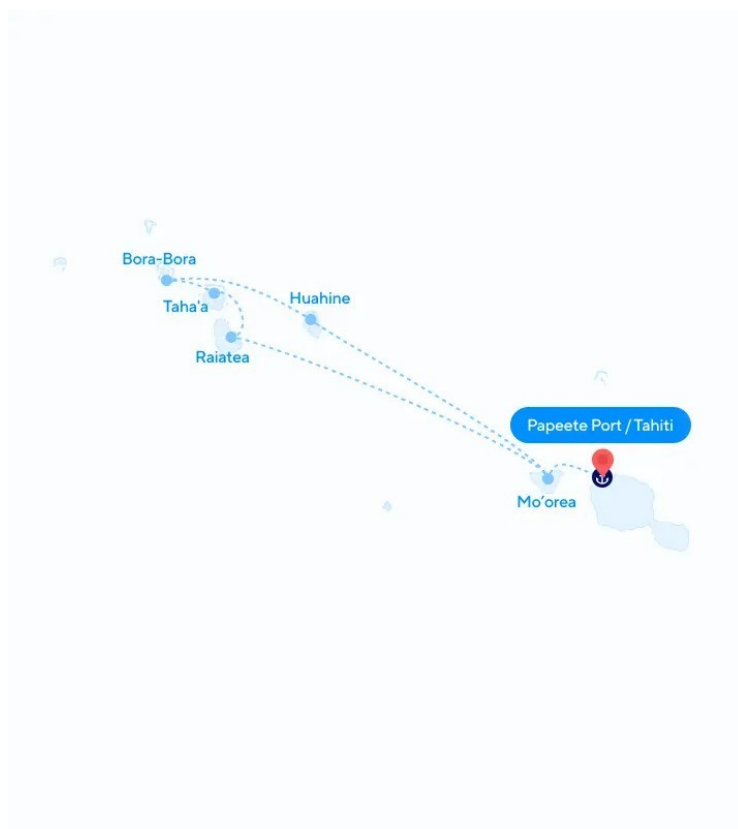 Bora-Bora
Taha'a
Huahine
Raiatea
Papeete Port / Tahiti
Mo‘orea